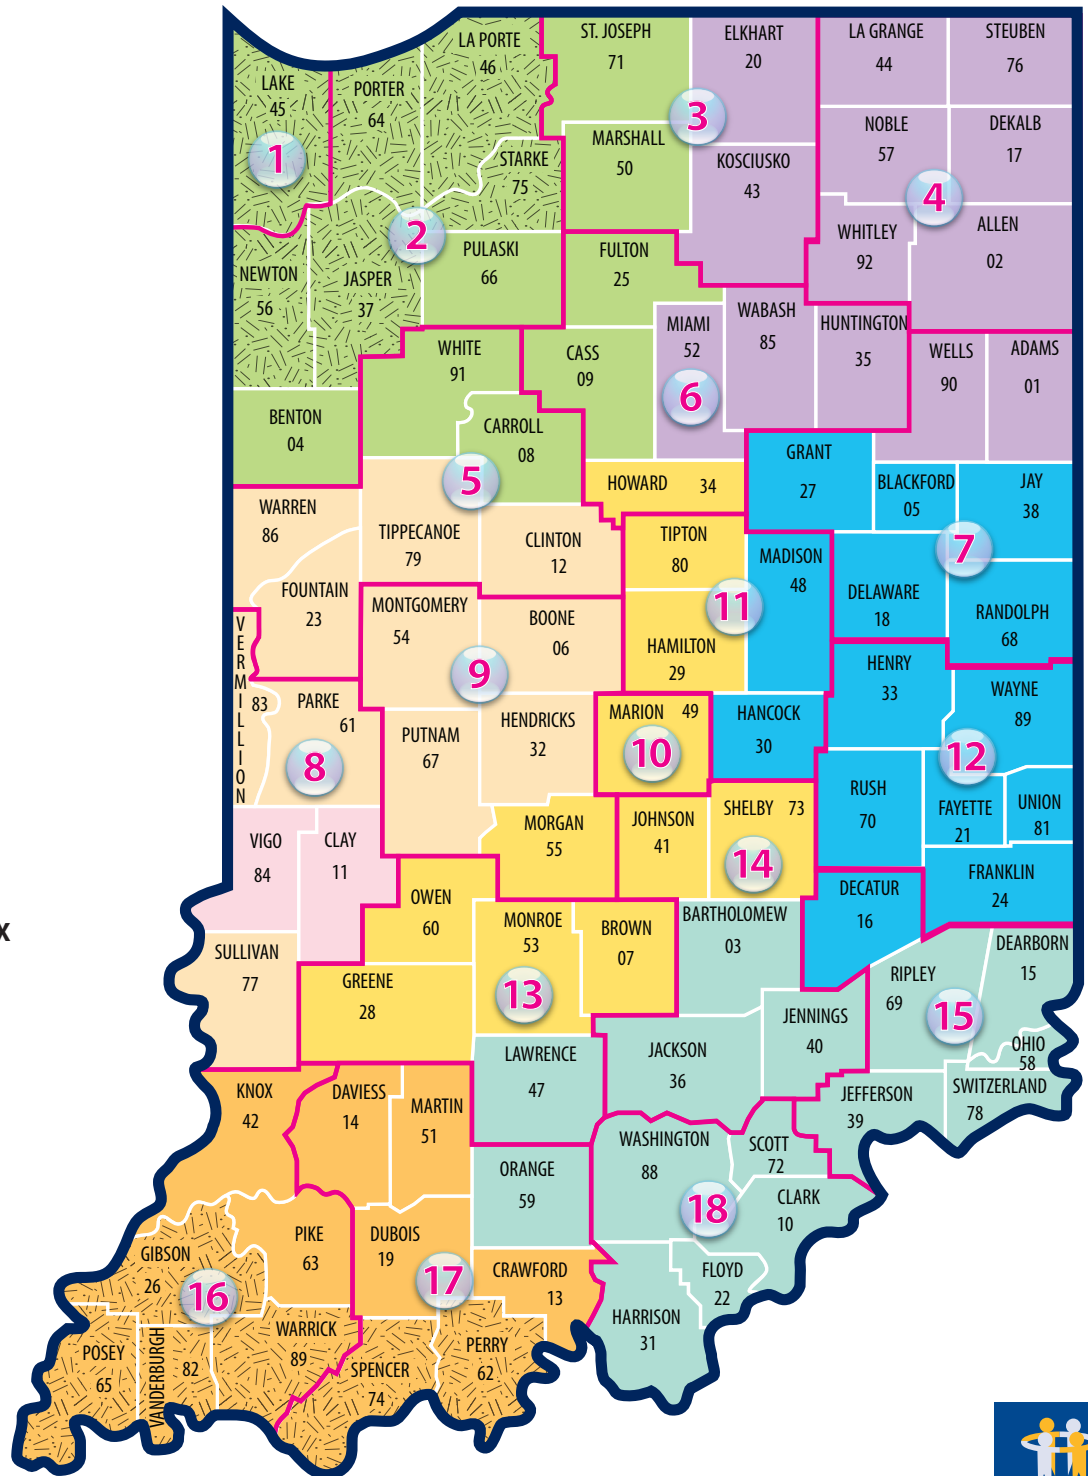 LAKE
45
1
PORTER
64
LA PORTE
46
ST. JOSEPH
71
ELKHART
20
LA GRANGE
44
STEUBEN
76
3
MARSHALL
50
STARKE
75
KOSCIUSKO
43
NOBLE
57
DEKALB
17
4
2
NEWTON
56
JASPER
37
PULASKI
66
FULTON
25
WHITLEY
92
ALLEN
02
WHITE
91
CASS
09
MIAMI
52
6
WABASH
85
HUNTINGTON
35
WELLS
90
ADAMS
01
BENTON
04
CARROLL
08
5
HOWARD 34
GRANT
27
BLACKFORD
05
JAY
38
WARREN
86
TIPPECANOE
79
CLINTON
12
TIPTON
80
MADISON
48
7
DELAWARE
18
RANDOLPH
68
FOUNTAIN
23
MONTGOMERY
54
BOONE
06
11
HAMILTON
29
9
HENRY
33
WAYNE
89
VERMILLION
83
PARKE
61
8
PUTNAM
67
HENDRICKS
32
MARION 49
10
HANCOCK
30
12
RUSH
70
FAYETTE
21
UNION
81
VIGO
84
CLAY
11
MORGAN
55
JOHNSON
41
SHELBY 73
14
FRANKLIN
24
X
OWEN
60
MONROE
53
13
BROWN
07
BARTHOLOMEW
03
DECATUR
16
DEARBORN
15
SULLIVAN
77
GREENE
28
RIPLEY
69
15
LAWRENCE
47
JACKSON
36
JENNINGS
40
OHIO
58
KNOX
42
DAVIESS
14
MARTIN
51
JEFFERSON
39
SWITZERLAND
78
ORANGE
59
WASHINGTON
88
SCOTT
72
18
CLARK
10
GIBSON
26
16
PIKE
63
DUBOIS
19
17
CRAWFORD
13
FLOYD
22
HARRISON
31
POSEY
65
VANDERBURGH
82
WARRICK
89
SPENCER
74
PERRY
62